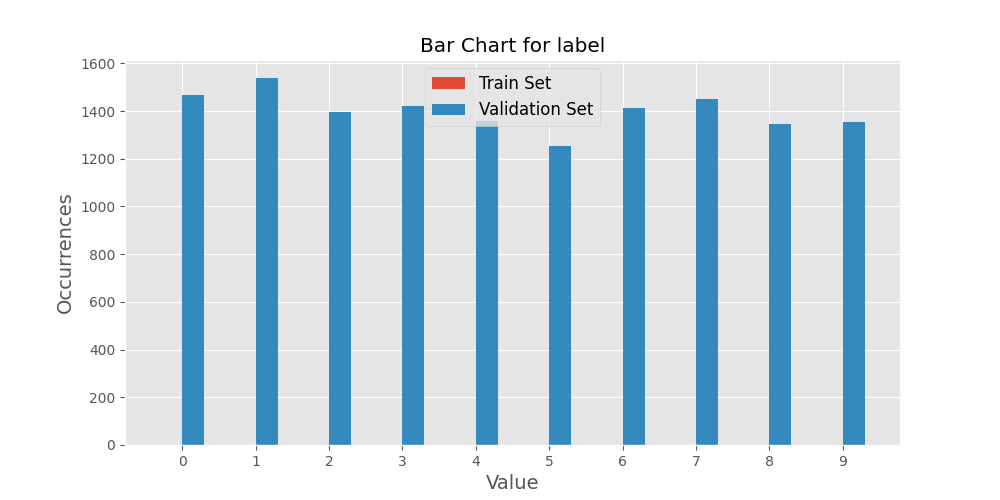 Bar Chart for label
Train Set
Validation Set
1600
1400
1200
1000
800
600
400
200
0
Occurrences
0 1 2 3 4 5 6 7 8 9
Value